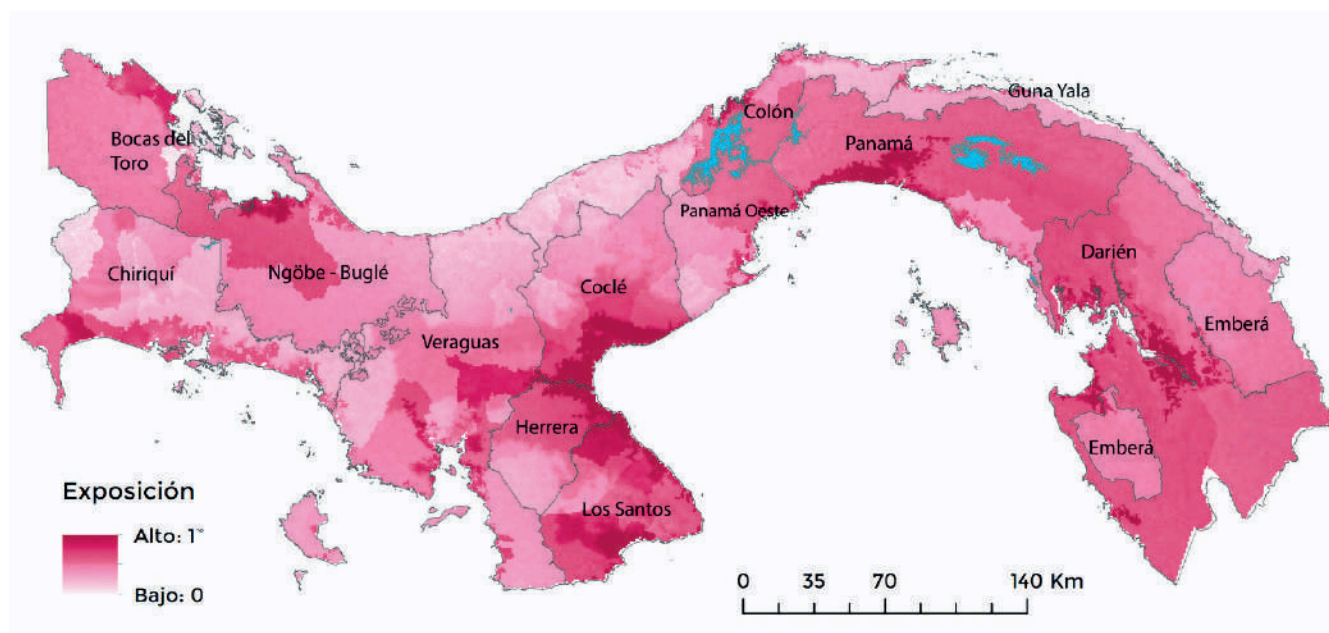 Guna Yala
Colón
Bocas del
Toro
Panamá
Panamá Oeste
Darién
Chiriquí
Ngöbe - Buglé
Coclé
Emberá
Veraguas
Herrera
Emberá
Los Santos
Exposición
Alto: 1
Bajo: 0
0 35 70 140 Km